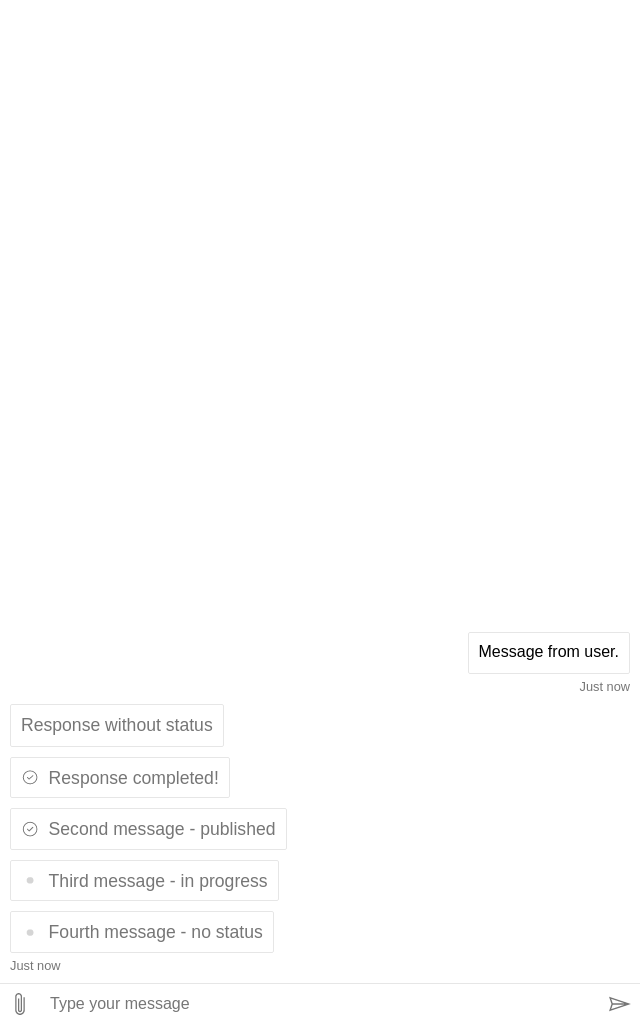 Message from user.
Just now
Response without status
Response completed!
Second message - published
Third message - in progress
Fourth message - no status
Just now
Type your message